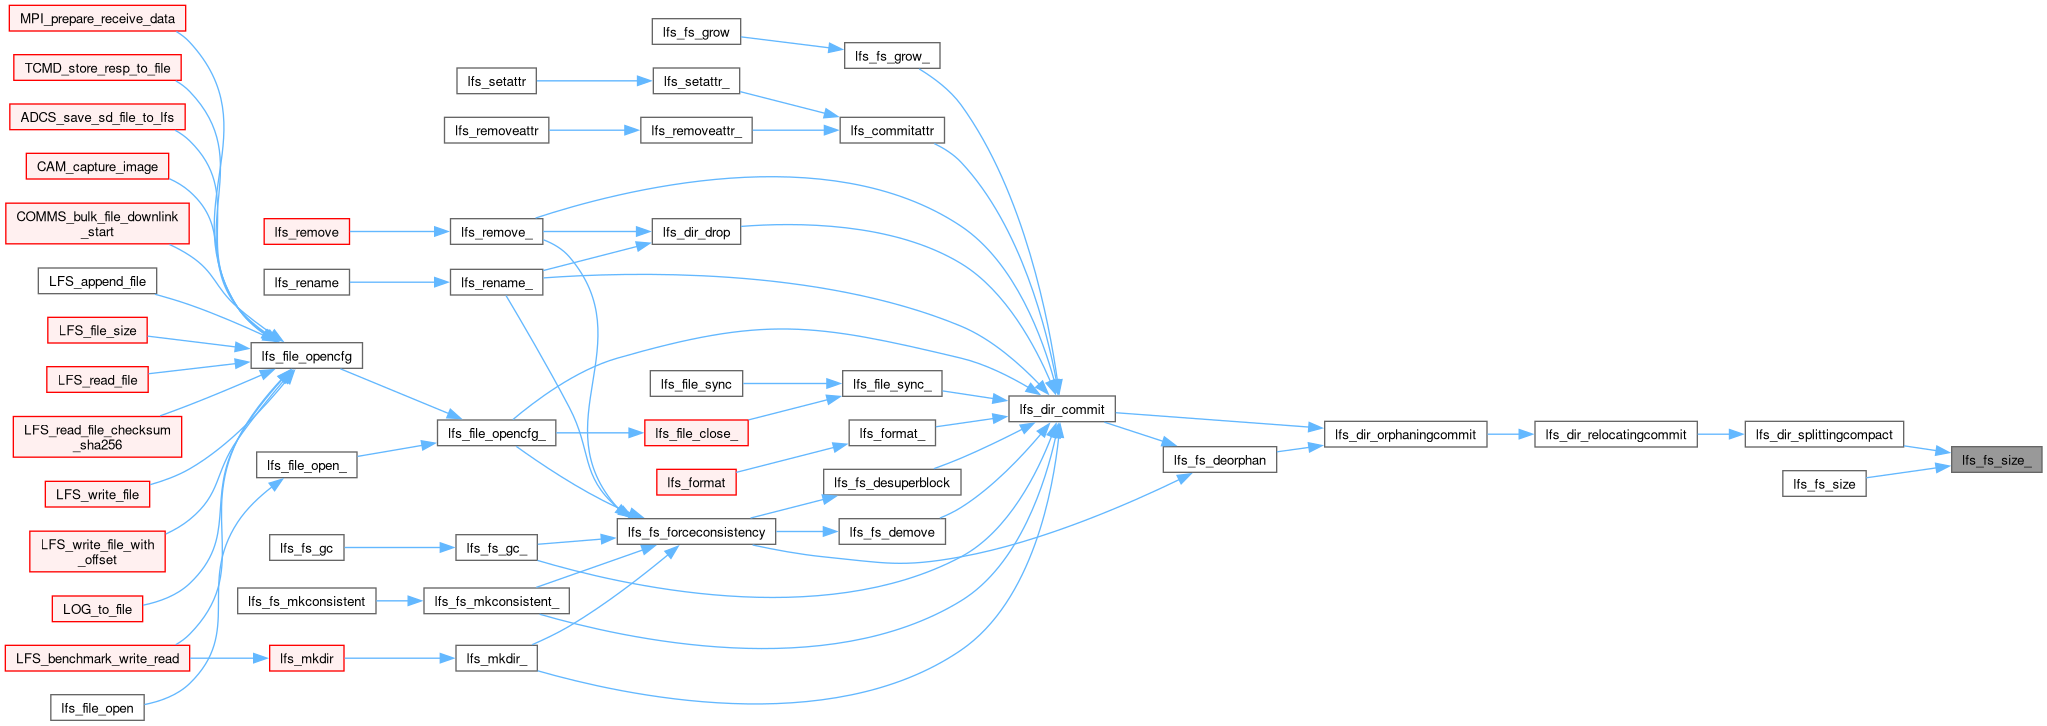 MPI_prepare_receive_data
TCMD_store_resp_to_file
ADCS_save_sd_file_to_lfs
CAM_capture_image
COMMS_bulk_file_downlink
_start
LFS_append_file
LFS_file_size
LFS_read_file
LFS_read_file_checksum
_sha256
LFS_write_file
LFS_write_file_with
_offset
LOG_to_file
LFS_benchmark_write_read
lfs_file_open
lfs_remove
lfs_rename
lfs_file_opencfg
lfs_file_open_
lfs_fs_gc
lfs_fs_mkconsistent
lfs_mkdir
lfs_setattr
lfs_removeattr
lfs_remove_
lfs_rename_
lfs_file_opencfg_
lfs_fs_gc_
lfs_fs_mkconsistent_
lfs_mkdir_
lfs_fs_grow
lfs_setattr_
lfs_removeattr_
lfs_dir_drop
lfs_file_sync
lfs_file_close_
lfs_format
lfs_fs_forceconsistency
lfs_fs_grow_
lfs_commitattr
lfs_file_sync_
lfs_format_
lfs_fs_desuperblock
lfs_fs_demove
lfs_dir_commit
lfs_fs_deorphan
lfs_dir_orphaningcommit
lfs_dir_relocatingcommit
lfs_dir_splittingcompact
lfs_fs_size
lfs_fs_size_